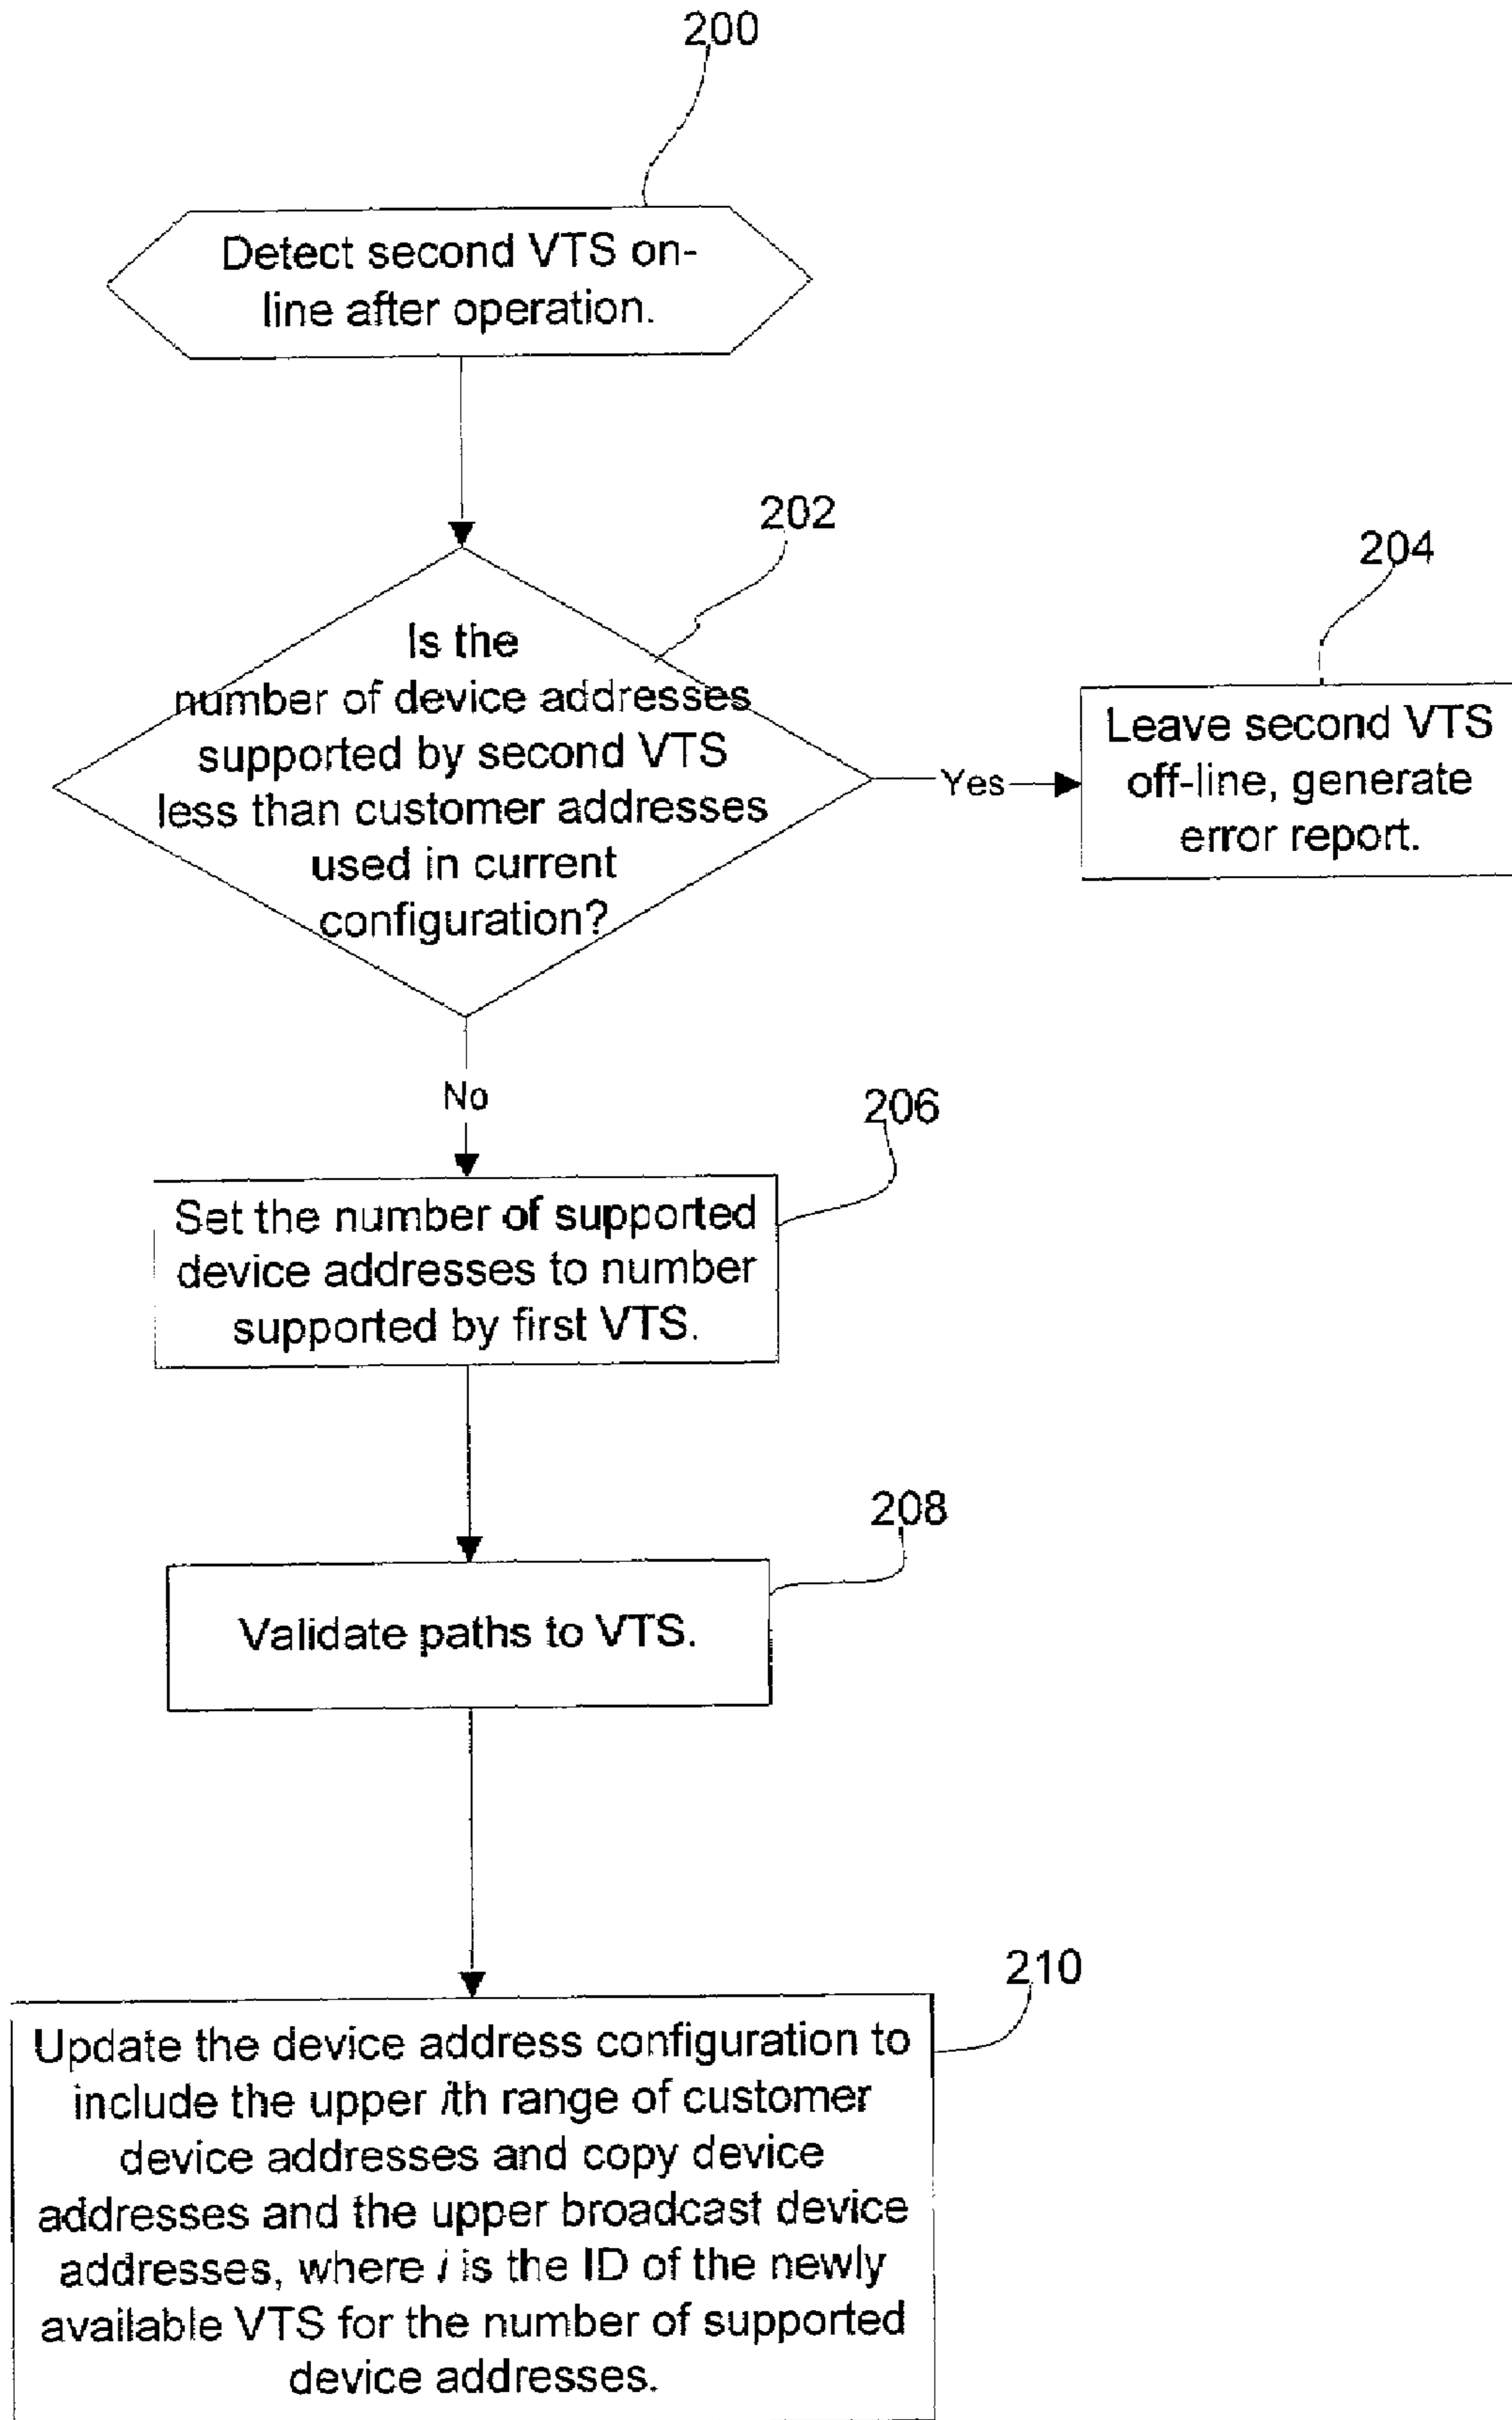 200
Detect second VTS on-
line after operation.
202
Is the
number of device addresses
supported by second VTS
less than customer addresses
used in current
configuration?
Yes
204
Leave second VTS
off-line, generate
error report.
No
206
Set the number of supported
device addresses to number
supported by first VTS.
208
Validate paths to VTS.
210
Update the device address configuration to
include the upper ith range of customer
device addresses and copy device
addresses and the upper broadcast device
addresses, where i is the ID of the newly
available VTS for the number of supported
device addresses.